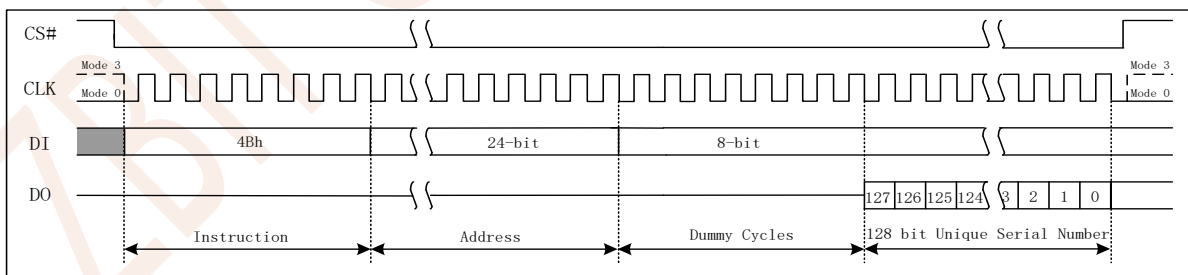 CS#
Mode 3
Mode 3
CLK
Mode 0
Mode 0
DI
4Bh
24-bit
8-bit
DO
127 126 125 124 3 2 1 0
Instruction
Address
Dummy Cycles
128 bit Unique Serial Number
ZBIT